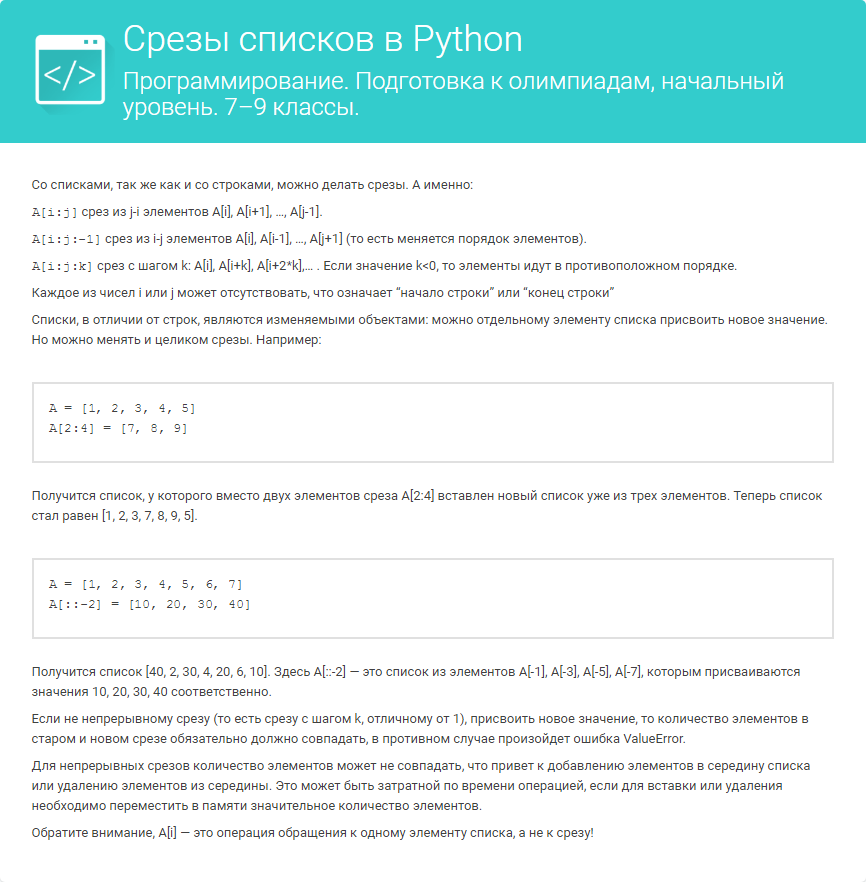 </>
Срезы списков в Python
Программирование. Подготовка к олимпиадам, начальный
уровень. 7–9 классы.
Со списками, так же как и со строками, можно делать срезы. А именно:
A[i:j] срез из j-i элементов A[i], A[i+1], ..., A[j-1].
A[i:j:-1] срез из i-j элементов A[i], A[i-1], ..., A[j+1] (то есть меняется порядок элементов).
A[i:j:k] срез с шагом k: A[i], A[i+k], A[i+2*k],... . Если значение k<0, то элементы идут в противоположном порядке.
Каждое из чисел i или j может отсутствовать, что означает “начало строки” или “конец строки”
Списки, в отличии от строк, являются изменяемыми объектами: можно отдельному элементу списка присвоить новое значение.
Но можно менять и целиком срезы. Например:
A = [1, 2, 3, 4, 5]
A[2:4] = [7, 8, 9]
Получится список, у которого вместо двух элементов среза A[2:4] вставлен новый список уже из трех элементов. Теперь список
стал равен [1, 2, 3, 7, 8, 9, 5].
A = [1, 2, 3, 4, 5, 6, 7]
A[::-2] = [10, 20, 30, 40]
Получится список [40, 2, 30, 4, 20, 6, 10]. Здесь A[::-2] — это список из элементов A[-1], A[-3], A[-5], A[-7], которым присваиваются
значения 10, 20, 30, 40 соответственно.
Если не непрерывному срезу (то есть срезу с шагом k, отличному от 1), присвоить новое значение, то количество элементов в
старом и новом срезе обязательно должно совпадать, в противном случае произойдет ошибка ValueError.
Для непрерывных срезов количество элементов может не совпадать, что привет к добавлению элементов в середину списка
или удалению элементов из середины. Это может быть затратной по времени операцией, если для вставки или удаления
необходимо переместить в памяти значительное количество элементов.
Обратите внимание, A[i] — это операция обращения к одному элементу списка, а не к срезу!